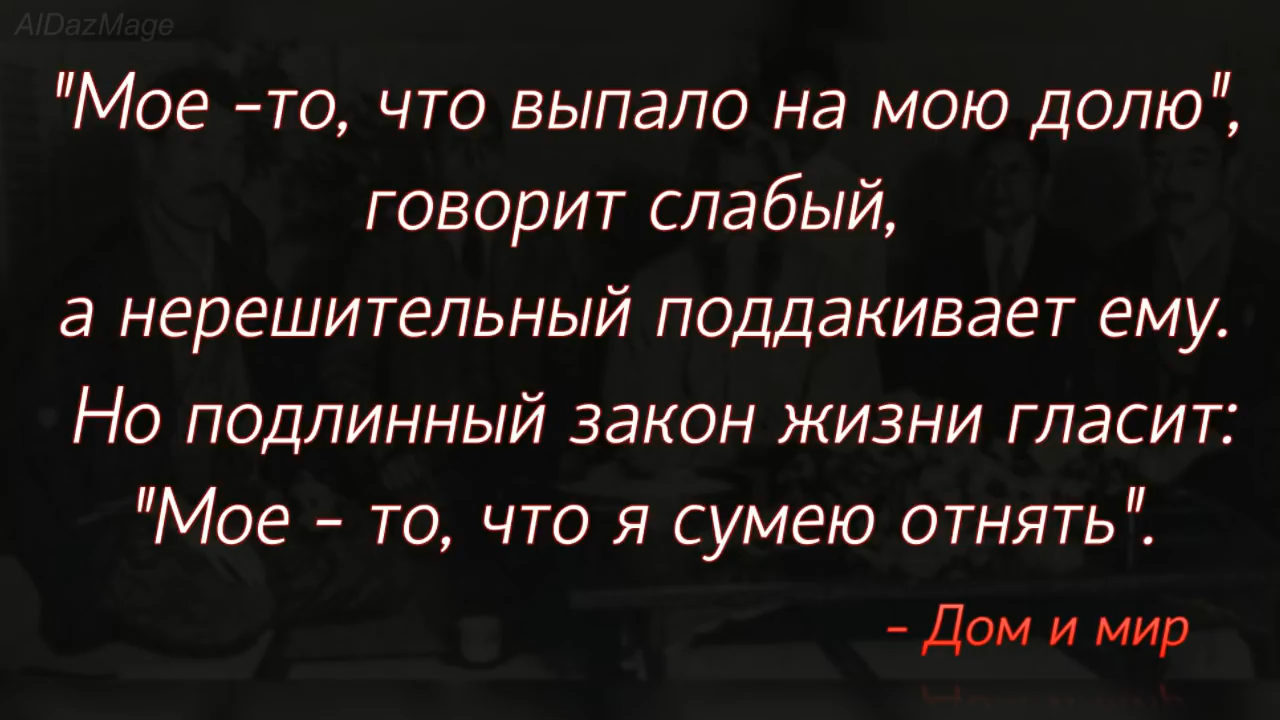 AIDazMage
"Мое -то, что выпало на мою долю",
говорит слабый,
а нерешительный поддакивает ему.
Но подлинный закон жизни гласит:
"Мое - то, что я сумею отнять".
- Дом и мир